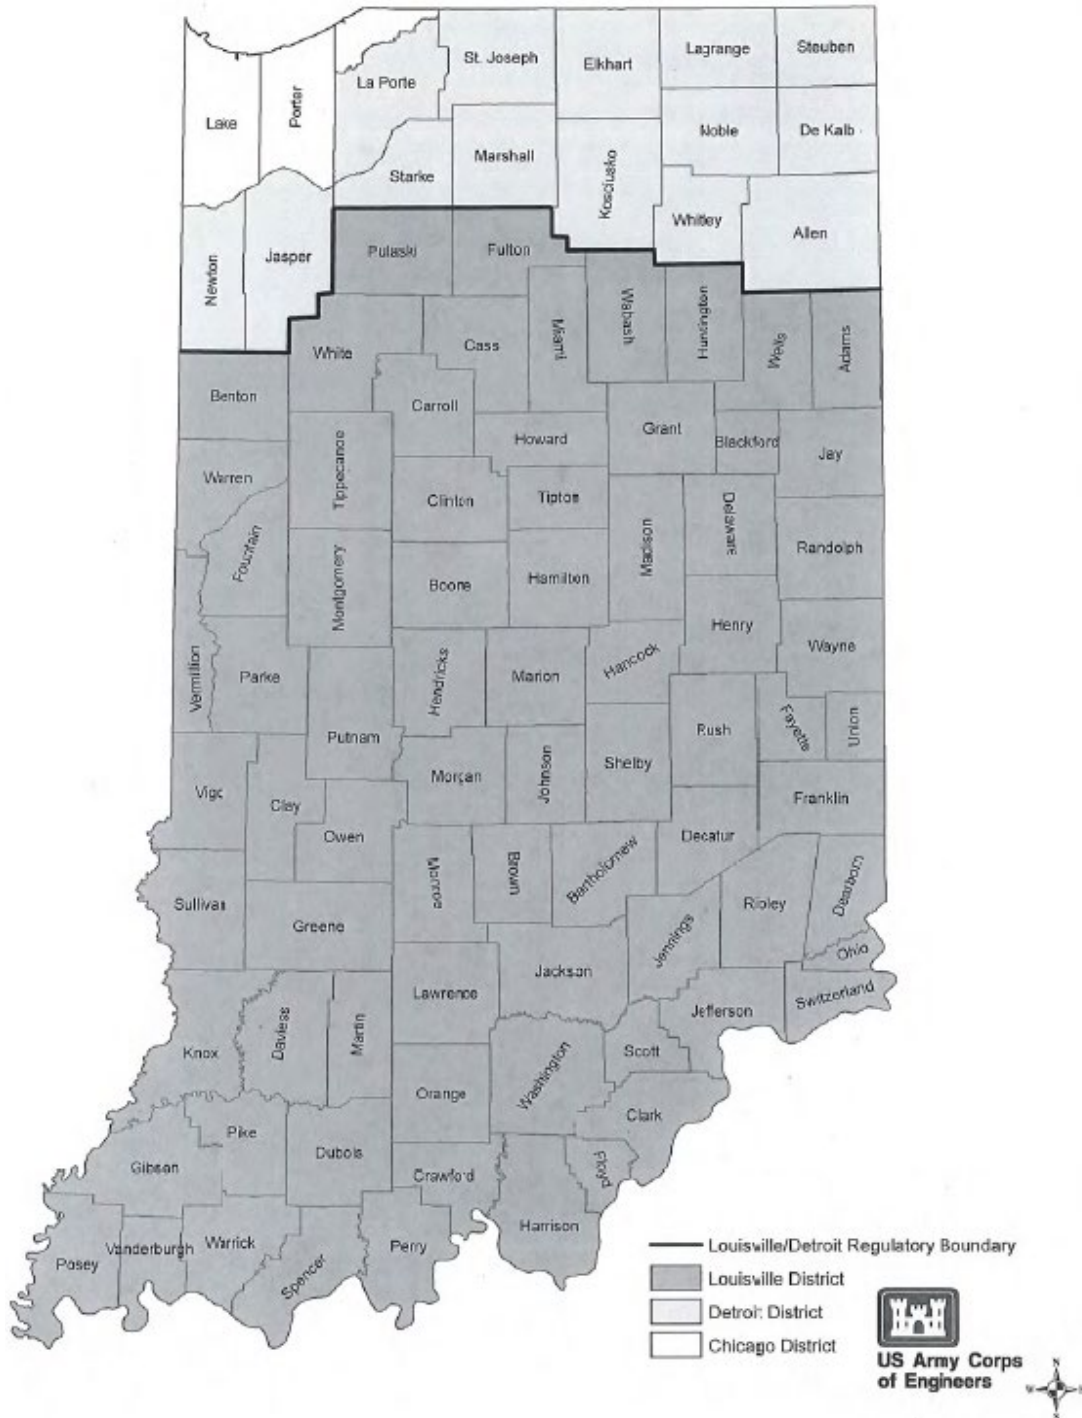 St. Joseph
Elkhart
Lagrange
Steuben
La Porte
Lake
Porter
Noble
De Kalb
Marshall
Starke
Kosciusko
Whitley
Allen
Newton
Jasper
Pulaski
Fulton
White
Cass
Miami
Wabash
Huntington
Wells
Adams
Benton
Carroll
Howard
Grant
Blackford
Jay
Warren
Tippecanoe
Clinton
Tipton
Fountain
Madison
Delaware
Randolph
Montgomery
Boone
Hamilton
Henry
Wayne
Vermillion
Parke
Hendricks
Marion
Hancock
Putnam
Rush
Fayette
Union
Morgan
Johnson
Shelby
Vigo
Clay
Franklin
Owen
Decatur
Monroe
Brown
Bartholomew
Sullivan
Greene
Ripley
Dearborn
Jennings
Ohio
Jackson
Lawrence
Switzerland
Jefferson
Knox
Daviess
Martin
Scott
Washington
Orange
Clark
Pike
Dubois
Gibson
Crawford
Floyd
Harrison
Posey
Vanderburgh
Warrick
Spencer
Perry
Louisville/Detroit Regulatory Boundary
Louisville District
Detroit District
Chicago District
US Army Corps
of Engineers
N
W
E
S